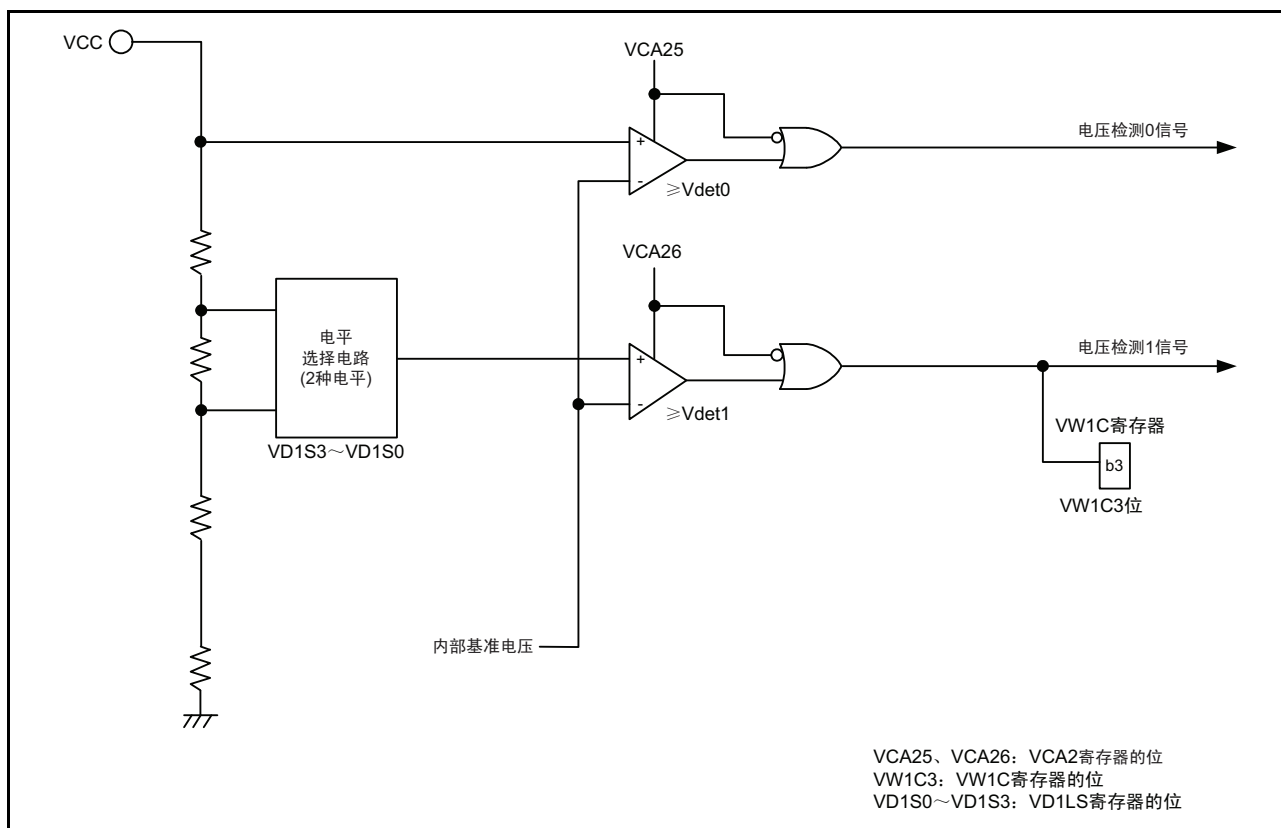 VCC
VCA25
+
-
≥Vdet0
电压检测0信号
VCA26
电平
选择电路
(2种电平)
VD1S3~VD1S0
+
-
≥Vdet1
电压检测1信号
VW1C寄存器
b3
VW1C3位
内部基准电压
VCA25、VCA26：VCA2寄存器的位
VW1C3：VW1C寄存器的位
VD1S0~VD1S3：VD1LS寄存器的位